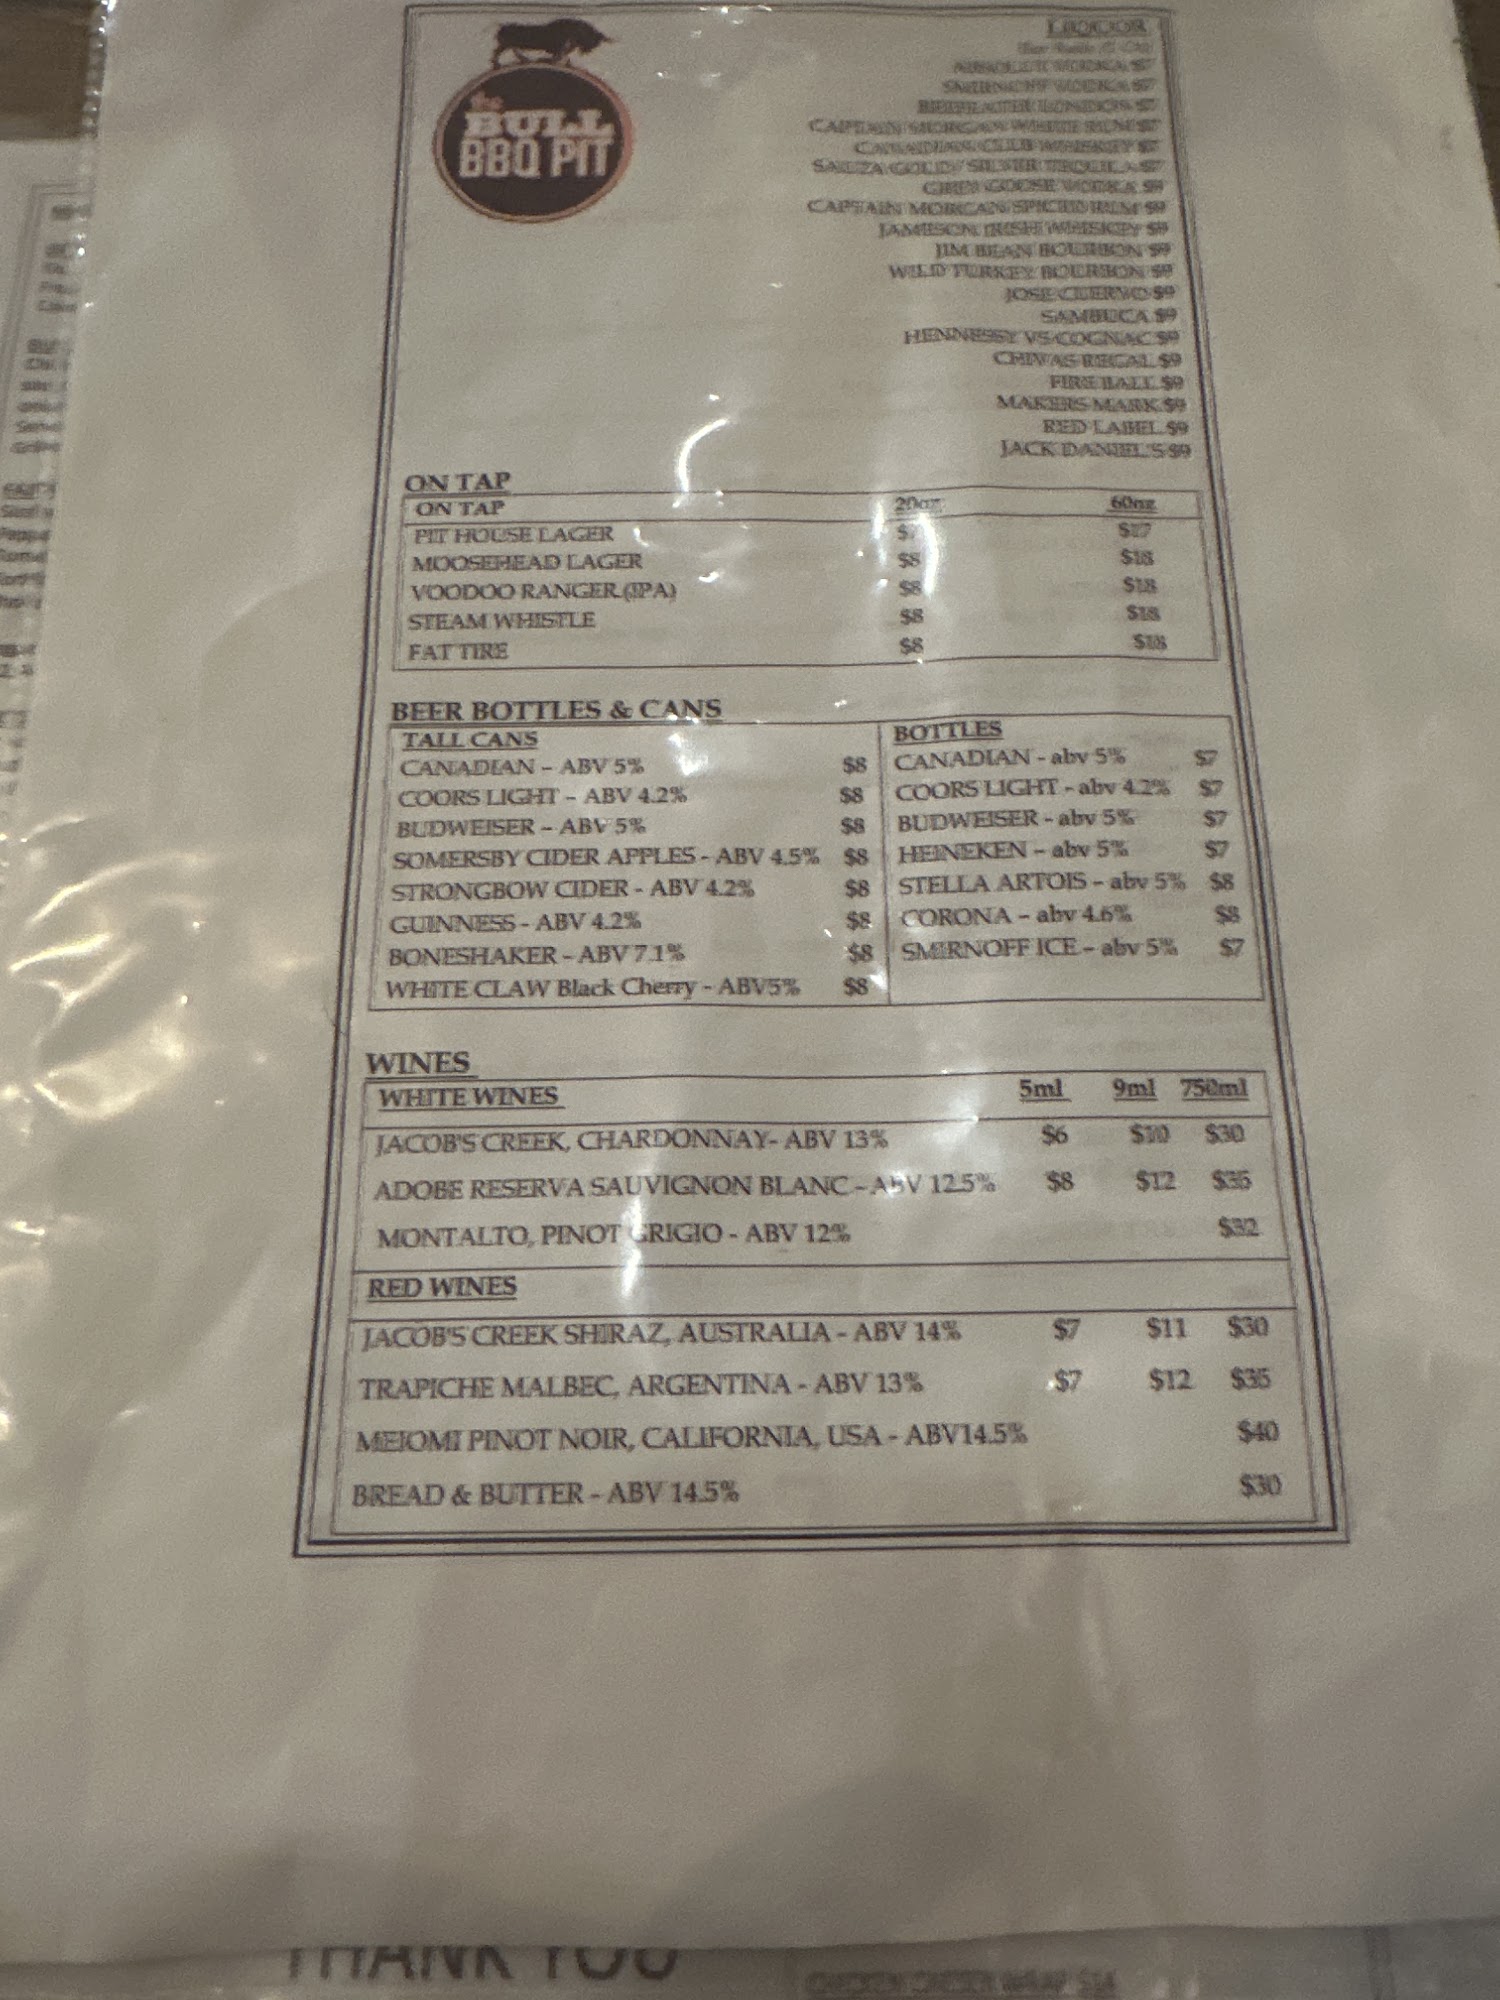 the
BULL
BBQ PIT
LIQUOR
ABSOLUT VODKA $7
SMIRNOFF VODKA $7
BEEFEATER LONDON $7
CAPTAIN MORGAN WHITE RUM $7
CANADIAN CLUB WHISKEY $7
SAUZA GOLD/ SILVER TEQUILA $7
GREY GOOSE VODKA $9
CAPTAIN MORGAN SPICED RUM $9
JAMESON IRISH WHISKEY $9
JIM BEAN BOURBON $9
WILD TURKEY BOURBON $9
JOSE CUERVO $9
SAMBUCA $9
HENNESSY VS COGNAC $9
CHIVAS REGAL $9
FIRE BALL $9
MAKERS MARK $9
RED LABEL $9
JACK DANIEL'S $9
ON TAP
ON TAP 20oz 60oz
PIT HOUSE LAGER $7 $17
MOOSEHEAD LAGER $8 $18
VOODOO RANGER (IPA) $8 $18
STEAM WHISTLE $8 $18
FAT TIRE $8 $18
BEER BOTTLES & CANS
TALL CANS
CANADIAN – ABV 5% $8
COORS LIGHT – ABV 4.2% $8
BUDWEISER – ABV 5% $8
SOMERSBY CIDER APPLES - ABV 4.5% $8
STRONGBOW CIDER - ABV 4.2% $8
GUINNESS - ABV 4.2% $8
BONESHAKER – ABV 7.1% $8
WHITE CLAW Black Cherry - ABV5% $8
BOTTLES
CANADIAN - abv 5% $7
COORS LIGHT - abv 4.2% $7
BUDWEISER - abv 5% $7
HEINEKEN – abv 5% $7
STELLA ARTOIS – abv 5% $8
CORONA – abv 4.6% $8
SMIRNOFF ICE – abv 5% $7
WINES
WHITE WINES 5ml 9ml 750ml
JACOB'S CREEK, CHARDONNAY- ABV 13% $6 $10 $30
ADOBE RESERVA SAUVIGNON BLANC – ABV 12.5% $8 $12 $35
MONTALTO, PINOT GRIGIO - ABV 12% $32
RED WINES
JACOB'S CREEK SHIRAZ, AUSTRALIA - ABV 14% $7 $11 $30
TRAPICHE MALBEC, ARGENTINA - ABV 13% $7 $12 $35
MEIOMI PINOT NOIR, CALIFORNIA, USA - ABV14.5% $40
BREAD & BUTTER – ABV 14.5% $30
THANK YOU
CHICKEN WRAP $14